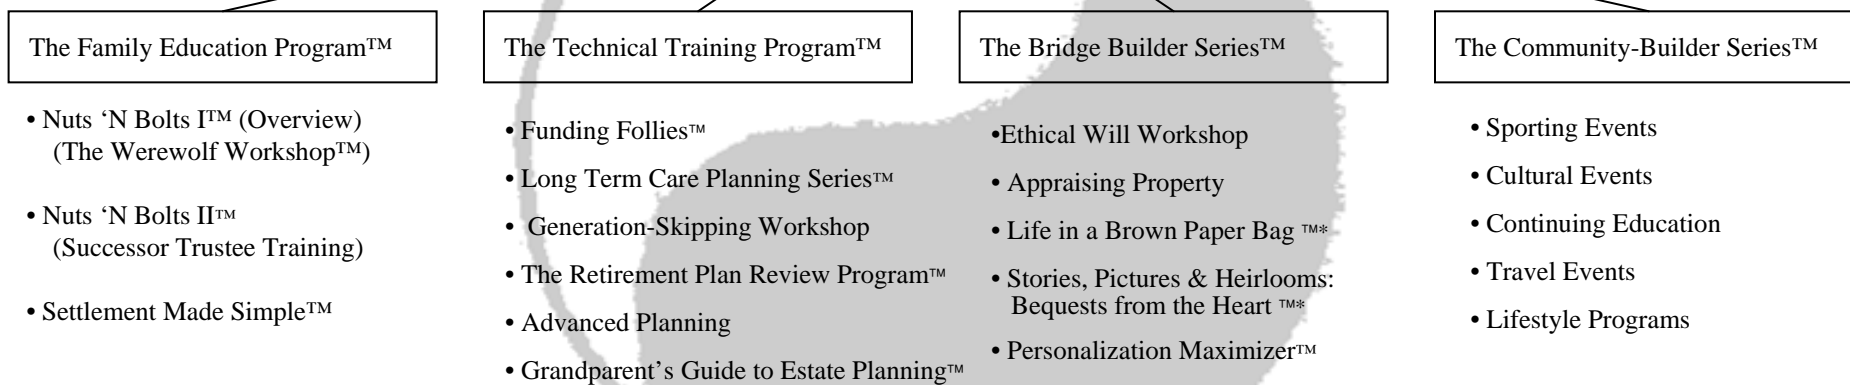 The Family Education Program™
• Nuts ‘N Bolts I™ (Overview)
(The Werewolf Workshop™)
• Nuts ‘N Bolts II™
(Successor Trustee Training)
• Settlement Made Simple™
The Technical Training Program™
• Funding Follies™
• Long Term Care Planning Series™
• Generation-Skipping Workshop
• The Retirement Plan Review Program™
• Advanced Planning
• Grandparent’s Guide to Estate Planning™
The Bridge Builder Series™
•Ethical Will Workshop
• Appraising Property
• Life in a Brown Paper Bag ™*
• Stories, Pictures & Heirlooms:
Bequests from the Heart ™*
• Personalization Maximizer™
The Community-Builder Series™
• Sporting Events
• Cultural Events
• Continuing Education
• Travel Events
• Lifestyle Programs